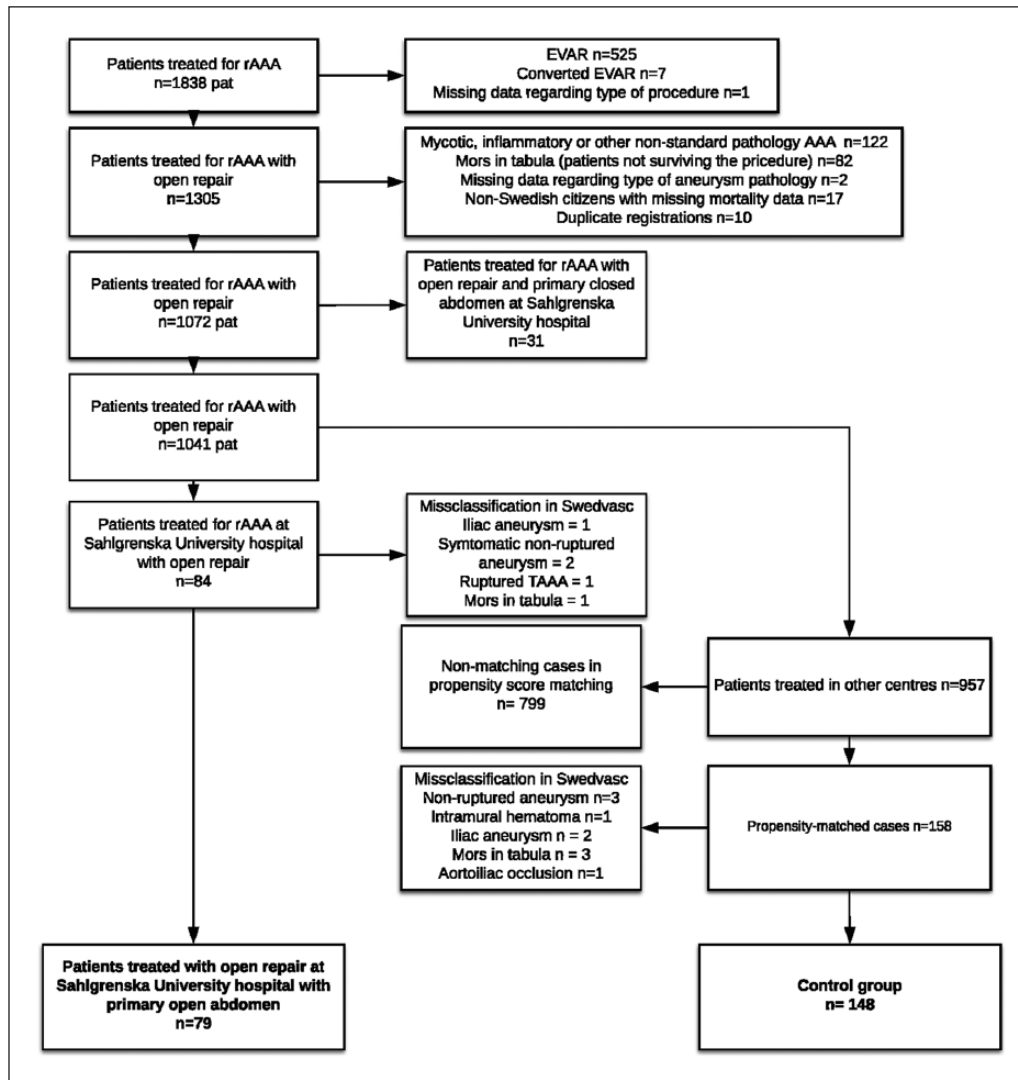 Patients treated for rAAA
n=1838 pat
EVAR n=525
Converted EVAR n=7
Missing data regarding type of procedure n=1
Patients treated for rAAA with
open repair
n=1305
Mycotic, inflammatory or other non-standard pathology AAA n=122
Mors in tabula (patients not surviving the pricedure) n=82
Missing data regarding type of aneurysm pathology n=2
Non-Swedish citizens with missing mortality data n=17
Duplicate registrations n=10
Patients treated for rAAA with
open repair
n=1072 pat
Patients treated for rAAA with
open repair and primary closed
abdomen at Sahlgrenska
University hospital
n=31
Patients treated for rAAA with
open repair
n=1041 pat
Patients treated for rAAA at
Sahlgrenska University hospital
with open repair
n=84
Missclassification in Swedvasc
Iliac aneurysm = 1
Symtomatic non-ruptured
aneurysm = 2
Ruptured TAAA = 1
Mors in tabula = 1
Non-matching cases in
propensity score matching
n= 799
Patients treated in other centres n=957
Missclassification in Swedvasc
Non-ruptured aneurysm n=3
Intramural hematoma n=1
Iliac aneurysm n = 2
Mors in tabula n = 3
Aortoiliac occlusion n=1
Propensity-matched cases n=158
Patients treated with open repair at
Sahlgrenska University hospital with
primary open abdomen
n=79
Control group
n= 148